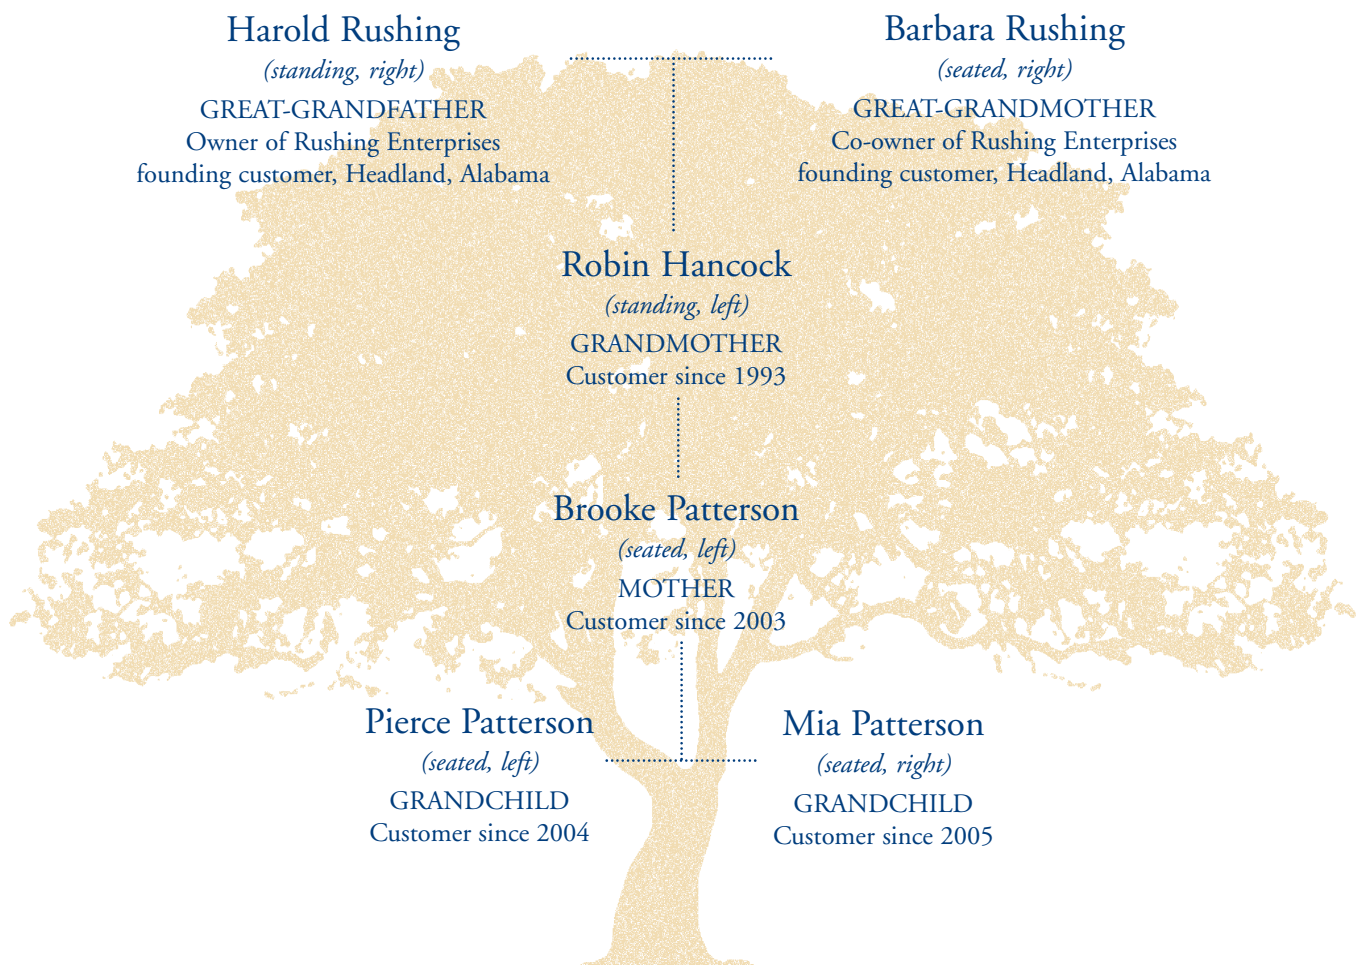 Harold Rushing
(standing, right)
GREAT-GRANDFATHER
Owner of Rushing Enterprises
founding customer, Headland, Alabama
Barbara Rushing
(seated, right)
GREAT-GRANDMOTHER
Co-owner of Rushing Enterprises
founding customer, Headland, Alabama
Robin Hancock
(standing, left)
GRANDMOTHER
Customer since 1993
Brooke Patterson
(seated, left)
MOTHER
Customer since 2003
Pierce Patterson
(seated, left)
GRANDCHILD
Customer since 2004
Mia Patterson
(seated, right)
GRANDCHILD
Customer since 2005